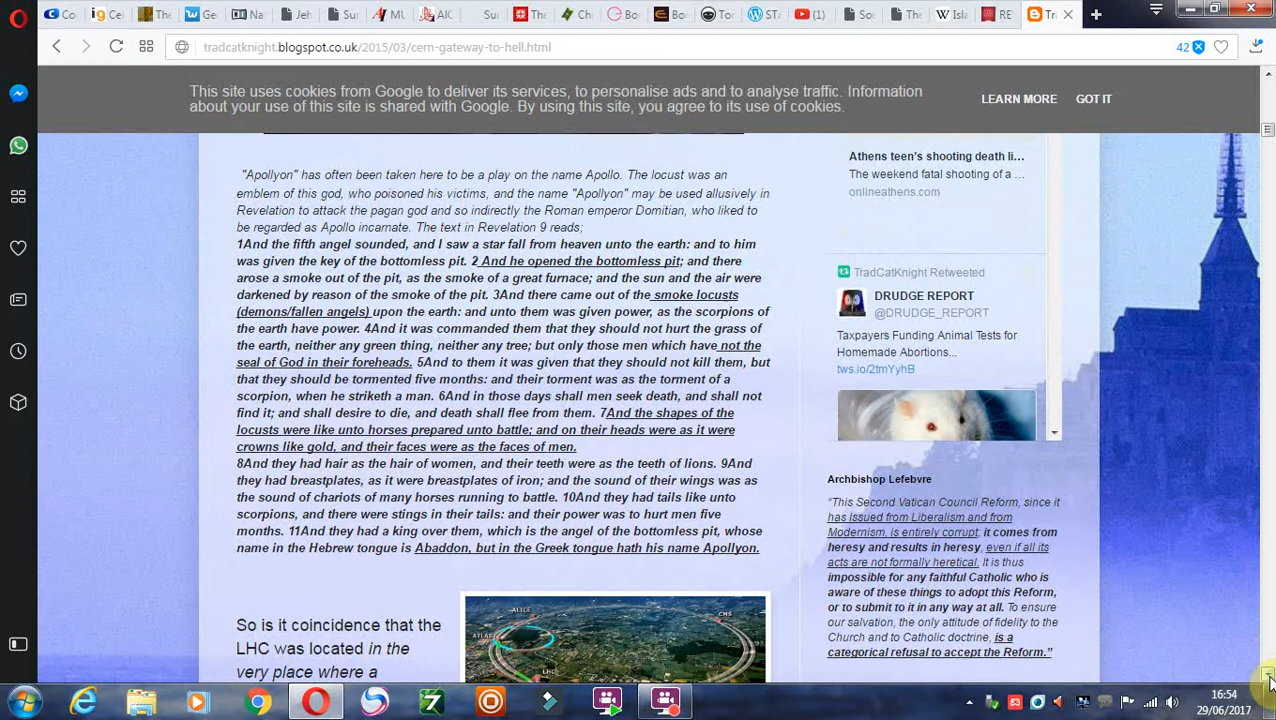 Co
Ce
The
Ge
Na
Jeh
Sur
MU
AIC
Su
The
Ch
Bo
Boo
Tor
STA
(1)
Sou
The
Isla
RE
Tra
tradcatknight.blogspot.co.uk/2015/03/cern-gateway-to-hell.html
42
This site uses cookies from Google to deliver its services, to personalise ads and to analyse traffic. Information
about your use of this site is shared with Google. By using this site, you agree to its use of cookies.
LEARN MORE
GOT IT
"Apollyon" has often been taken here to be a play on the name Apollo. The locust was an
emblem of this god, who poisoned his victims, and the name "Apollyon" may be used allusively in
Revelation to attack the pagan god and so indirectly the Roman emperor Domitian, who liked to
be regarded as Apollo incarnate. The text in Revelation 9 reads;
1And the fifth angel sounded, and I saw a star fall from heaven unto the earth: and to him
was given the key of the bottomless pit. 2 And he opened the bottomless pit; and there
arose a smoke out of the pit, as the smoke of a great furnace; and the sun and the air were
darkened by reason of the smoke of the pit. 3And there came out of the smoke locusts
(demons/fallen angels) upon the earth: and unto them was given power, as the scorpions of
the earth have power. 4And it was commanded them that they should not hurt the grass of
the earth, neither any green thing, neither any tree; but only those men which have not the
seal of God in their foreheads. 5And to them it was given that they should not kill them, but
that they should be tormented five months: and their torment was as the torment of a
scorpion, when he striketh a man. 6And in those days shall men seek death, and shall not
find it; and shall desire to die, and death shall flee from them. 7And the shapes of the
locusts were like unto horses prepared unto battle; and on their heads were as it were
crowns like gold, and their faces were as the faces of men.
8And they had hair as the hair of women, and their teeth were as the teeth of lions. 9And
they had breastplates, as it were breastplates of iron; and the sound of their wings was as
the sound of chariots of many horses running to battle. 10And they had tails like unto
scorpions, and there were stings in their tails: and their power was to hurt men five
months. 11And they had a king over them, which is the angel of the bottomless pit, whose
name in the Hebrew tongue is Abaddon, but in the Greek tongue hath his name Apollyon.
So is it coincidence that the
LHC was located in the
very place where a
ALICE
CMS
ATLAS
LHC
Athens teen's shooting death li...
The weekend fatal shooting of a ...
onlineathens.com
TradCatKnight Retweeted
DRUDGE REPORT
@DRUDGE_REPORT
Taxpayers Funding Animal Tests for
Homemade Abortions...
tws.io/2tmYyhB
Archbishop Lefebvre
"This Second Vatican Council Reform, since it
has issued from Liberalism and from
Modernism, is entirely corrupt; it comes from
heresy and results in heresy, even if all its
acts are not formally heretical. It is thus
impossible for any faithful Catholic who is
aware of these things to adopt this Reform,
or to submit to it in any way at all. To ensure
our salvation, the only attitude of fidelity to the
Church and to Catholic doctrine, is a
categorical refusal to accept the Reform."
16:54
29/06/2017